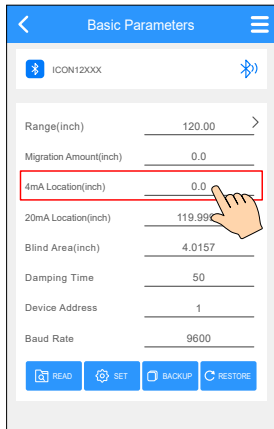 Basic Parameters
ICON12XXX
Range(inch) 120.00
Migration Amount(inch) 0.0
4mA Location(inch) 0.0
20mA Location(inch) 119.999
Blind Area(inch) 4.0157
Damping Time 50
Device Address 1
Baud Rate 9600
READ SET BACKUP RESTORE